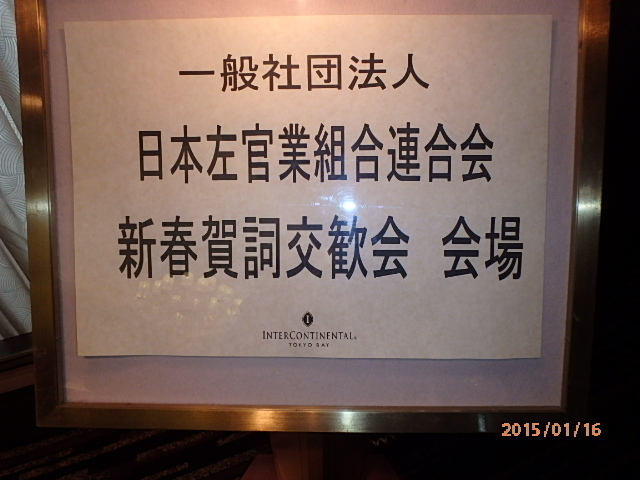 一般社団法人
日本左官業組合連合会
新春賀詞交歓会 会場
INTERCONTINENTAL®
TOKYO BAY
2015/01/16